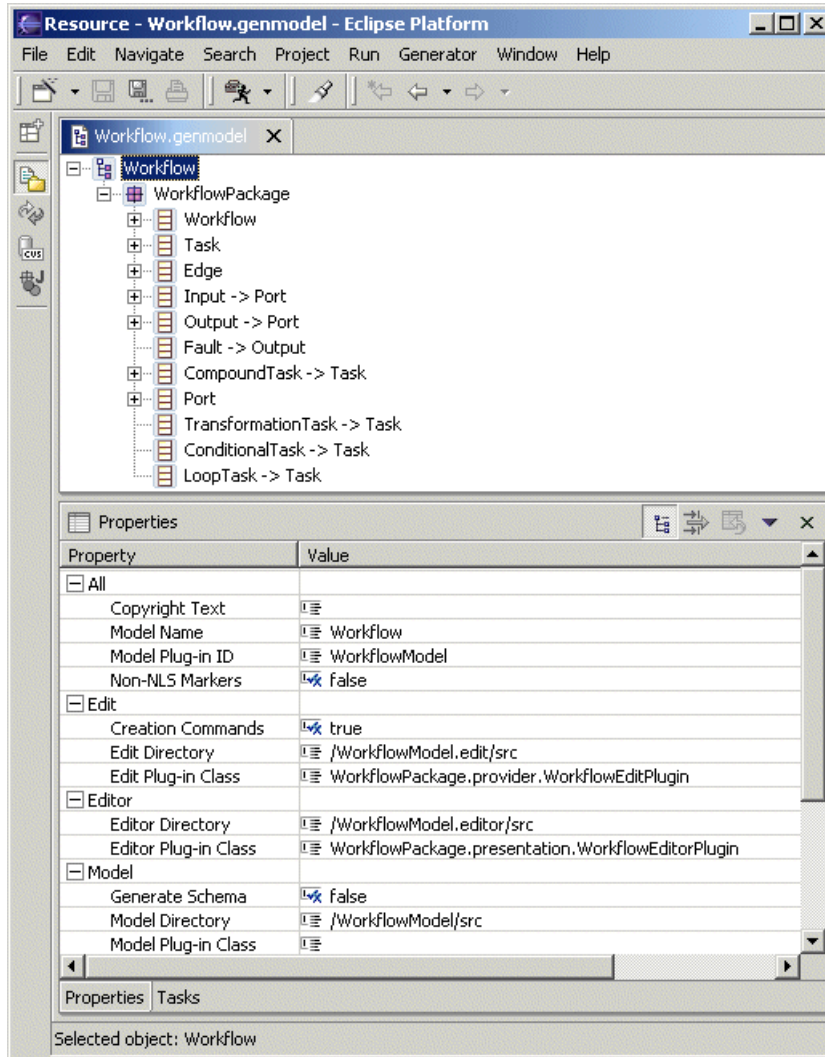 Resource - Workflow.genmodel - Eclipse Platform
File Edit Navigate Search Project Run Generator Window Help
Workflow.genmodel
Workflow
WorkflowPackage
Workflow
Task
Edge
Input -> Port
Output -> Port
Fault -> Output
CompoundTask -> Task
Port
TransformationTask -> Task
ConditionalTask -> Task
LoopTask -> Task
CVS
Properties
Property Value
All
Copyright Text
Model Name Workflow
Model Plug-in ID WorkflowModel
Non-NLS Markers false
Edit
Creation Commands true
Edit Directory /WorkflowModel.edit/src
Edit Plug-in Class WorkflowPackage.provider.WorkflowEditPlugin
Editor
Editor Directory /WorkflowModel.editor/src
Editor Plug-in Class WorkflowPackage.presentation.WorkflowEditorPlugin
Model
Generate Schema false
Model Directory /WorkflowModel/src
Model Plug-in Class
Properties Tasks
Selected object: Workflow